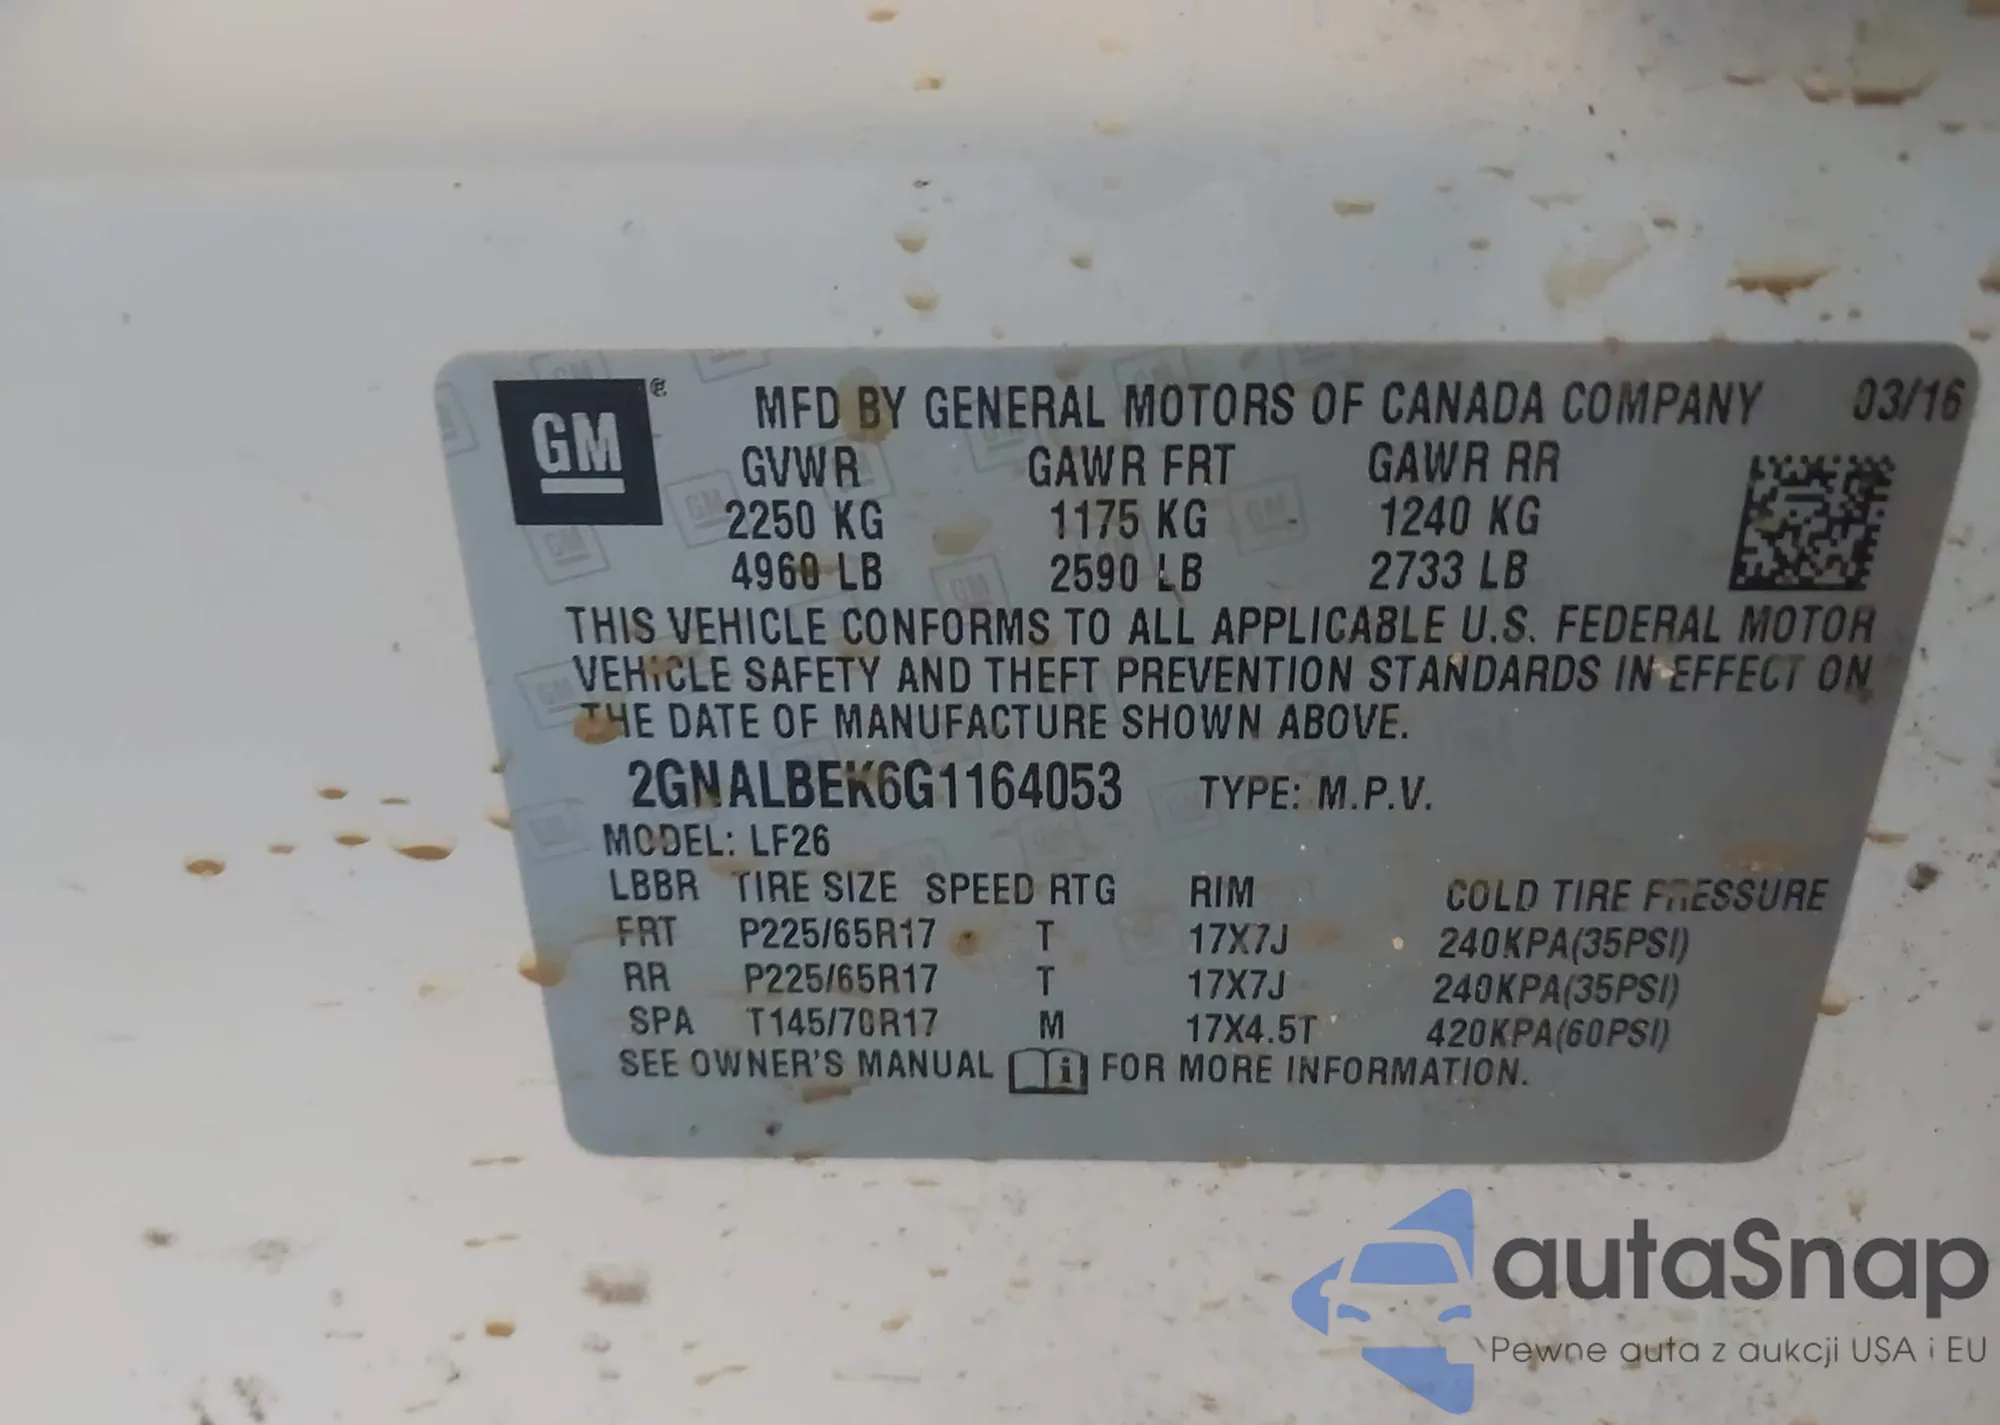 GM ® MFD BY GENERAL MOTORS OF CANADA COMPANY 03/16
GVWR GAWR FRT GAWR RR
2250 KG 1175 KG 1240 KG
4960 LB 2590 LB 2733 LB
THIS VEHICLE CONFORMS TO ALL APPLICABLE U.S. FEDERAL MOTOR
VEHICLE SAFETY AND THEFT PREVENTION STANDARDS IN EFFECT ON
THE DATE OF MANUFACTURE SHOWN ABOVE.
2GNALBEK6G1164053 TYPE: M.P.V.
MODEL: LF26
LBBR TIRE SIZE SPEED RTG RIM COLD TIRE PRESSURE
FRT P225/65R17 T 17X7J 240KPA(35PSI)
RR P225/65R17 T 17X7J 240KPA(35PSI)
SPA T145/70R17 M 17X4.5T 420KPA(60PSI)
SEE OWNER'S MANUAL i FOR MORE INFORMATION.
autaSnap
Pewne auta z aukcji USA i EU